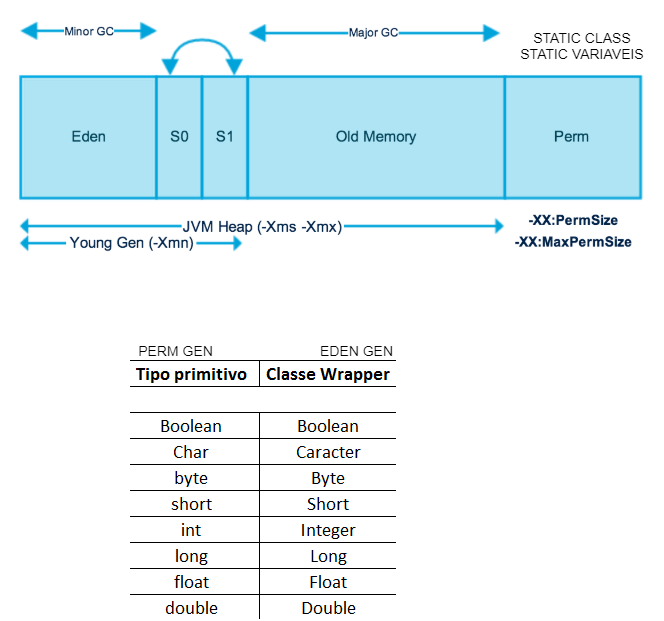 Minor GC
Major GC
STATIC CLASS
STATIC VARIAVEIS
Eden
S0
S1
Old Memory
Perm
JVM Heap (-Xms -Xmx)
Young Gen (-Xmn)
-XX:PermSize
-XX:MaxPermSize
PERM GEN EDEN GEN
Tipo primitivo Classe Wrapper
Boolean Boolean
Char Caracter
byte Byte
short Short
int Integer
long Long
float Float
double Double